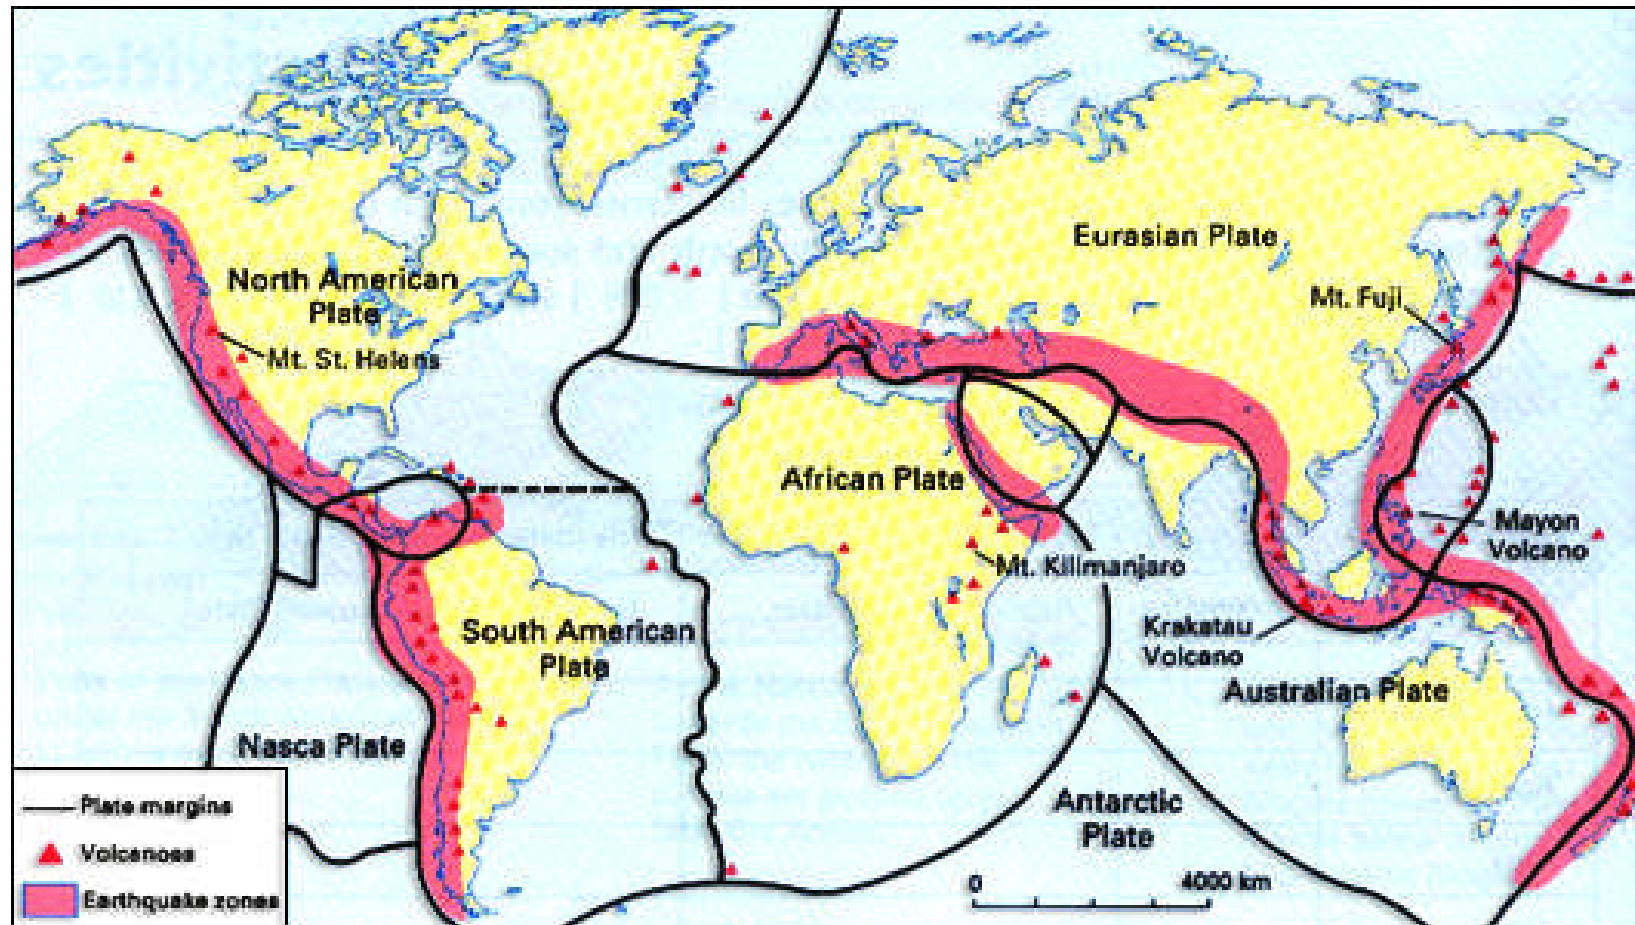 North American
Plate
Mt. St. Helens
Eurasian Plate
Mt. Fuji
African Plate
Mayon
Volcano
Mt. Kilimanjaro
South American
Plate
Krakatau
Volcano
Australian Plate
Nasca Plate
Antarctic
Plate
Plate margins
Volcanoes
Earthquake zones
0
4000 km